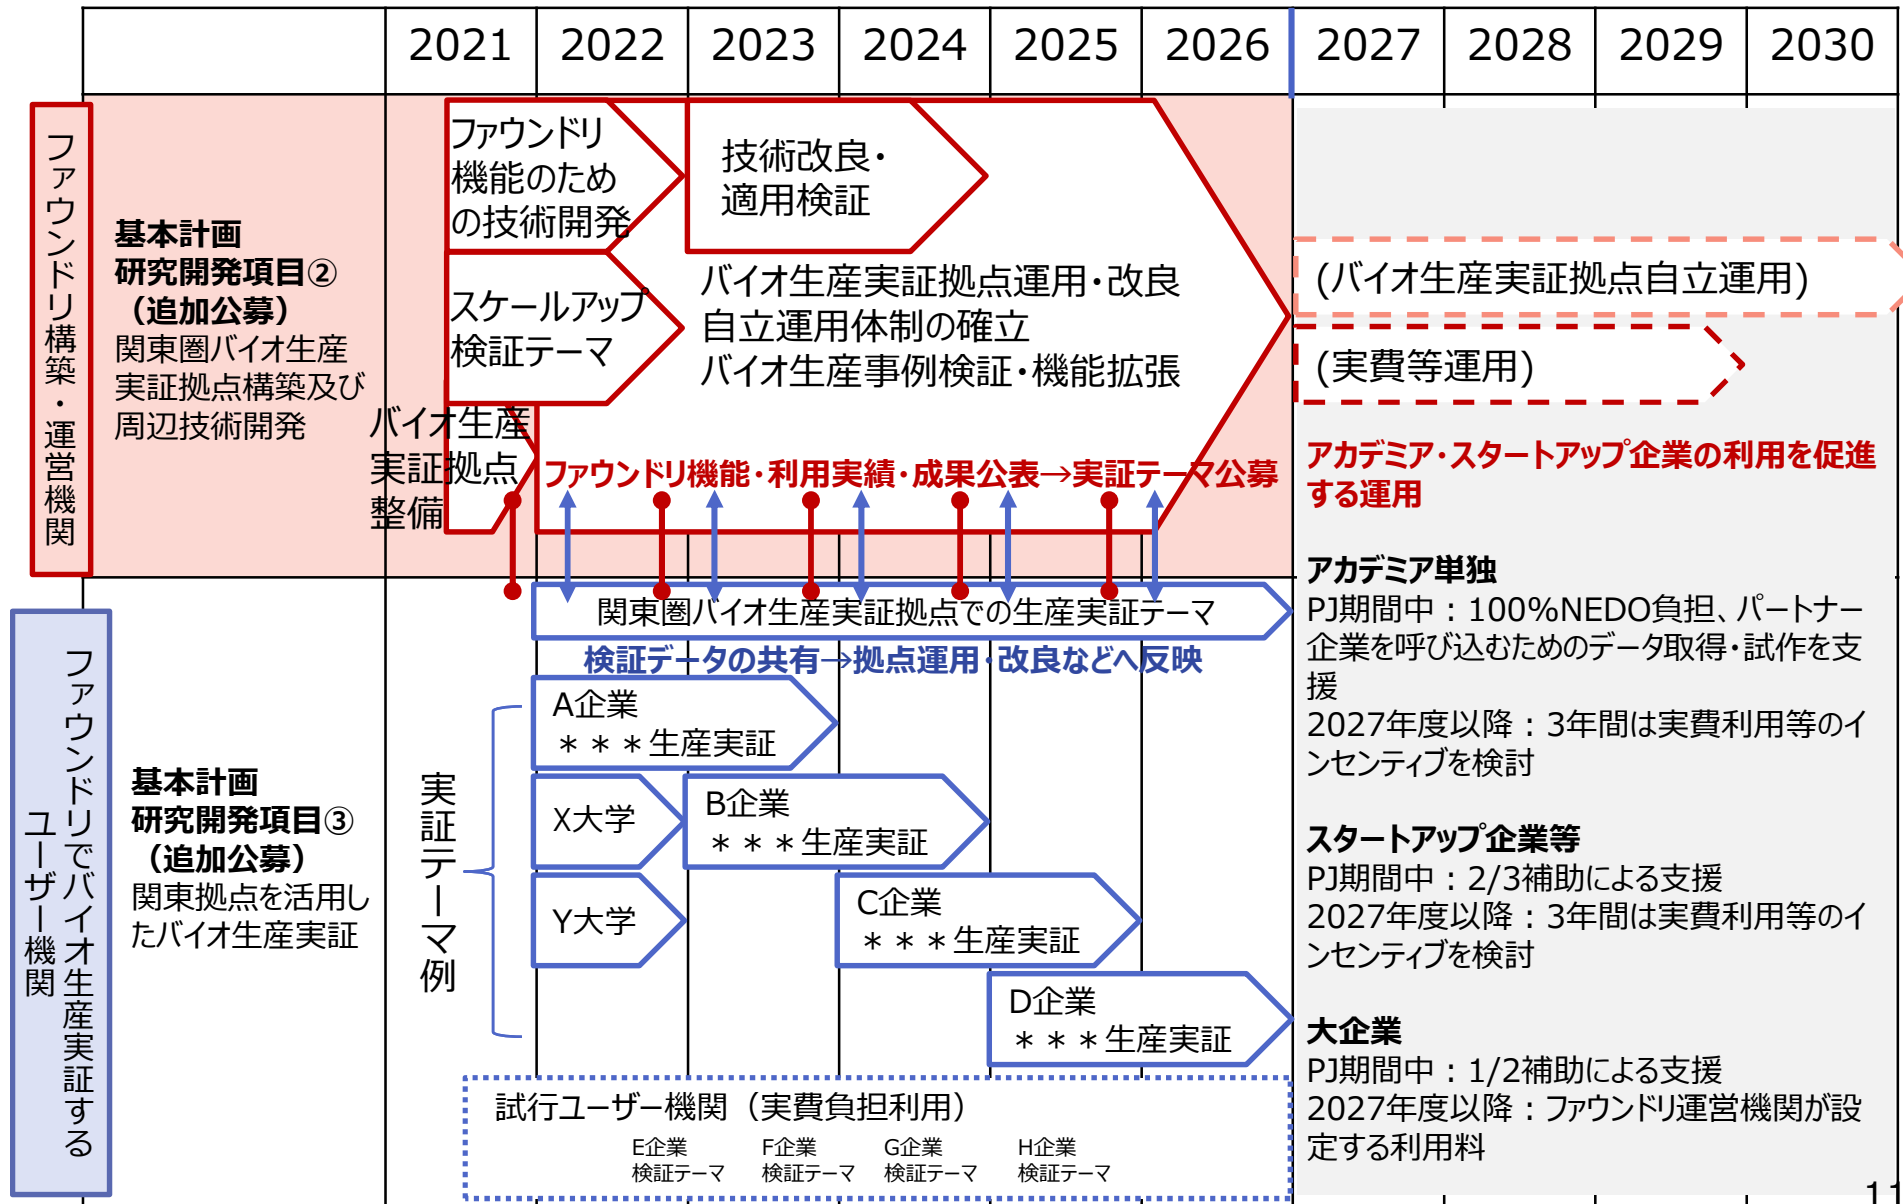 2021 2022 2023 2024 2025 2026 2027 2028 2029 2030
ファウンドリ構築・運営機関
基本計画
研究開発項目②
（追加公募）
関東圏バイオ生産
実証拠点構築及び
周辺技術開発
ファウンドリ
機能のため
の技術開発
技術改良・
適用検証
スケールアップ
検証テーマ
バイオ生産実証拠点運用・改良
自立運用体制の確立
バイオ生産事例検証・機能拡張
バイオ生産
実証拠点
整備
ファウンドリ機能・利用実績・成果公表→実証テーマ公募
(バイオ生産実証拠点自立運用)
(実費等運用)
アカデミア・スタートアップ企業の利用を促進
する運用
アカデミア単独
PJ期間中：100%NEDO負担、パートナー
企業を呼び込むためのデータ取得・試作を支
援
2027年度以降：3年間は実費利用等のイ
ンセンティブを検討
スタートアップ企業等
PJ期間中：2/3補助による支援
2027年度以降：3年間は実費利用等のイ
ンセンティブを検討
大企業
PJ期間中：1/2補助による支援
2027年度以降：ファウンドリ運営機関が設
定する利用料
ファウンドリでバイオ生産実証する
ユーザー機関
基本計画
研究開発項目③
（追加公募）
関東拠点を活用し
たバイオ生産実証
関東圏バイオ生産実証拠点での生産実証テーマ
検証データの共有→拠点運用・改良などへ反映
実証テーマ例
A企業
＊＊＊生産実証
X大学
B企業
＊＊＊生産実証
Y大学
C企業
＊＊＊生産実証
D企業
＊＊＊生産実証
試行ユーザー機関（実費負担利用）
E企業
検証テーマ
F企業
検証テーマ
G企業
検証テーマ
H企業
検証テーマ
11